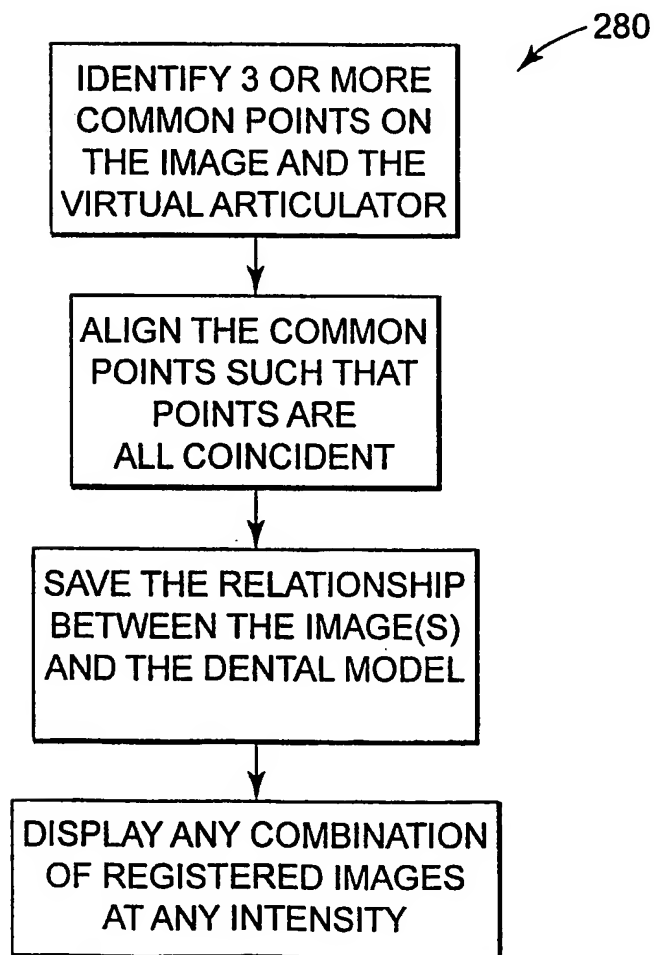 280
IDENTIFY 3 OR MORE
COMMON POINTS ON
THE IMAGE AND THE
VIRTUAL ARTICULATOR
ALIGN THE COMMON
POINTS SUCH THAT
POINTS ARE
ALL COINCIDENT
SAVE THE RELATIONSHIP
BETWEEN THE IMAGE(S)
AND THE DENTAL MODEL
DISPLAY ANY COMBINATION
OF REGISTERED IMAGES
AT ANY INTENSITY